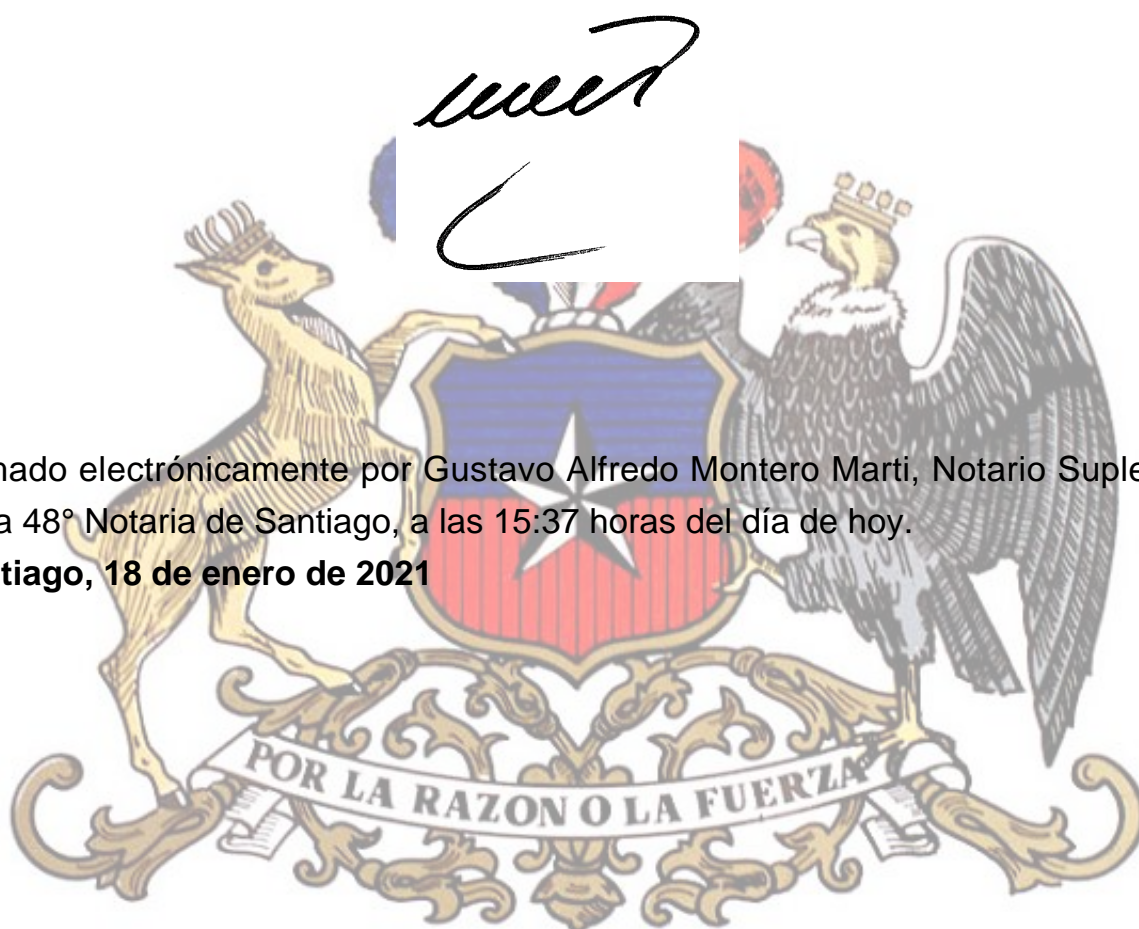 nado electrónicamente por Gustavo Alfredo Montero Marti, Notario Suple
a 48° Notaria de Santiago, a las 15:37 horas del día de hoy.
tiago, 18 de enero de 2021
POR LA RAZON O LA FUERZA